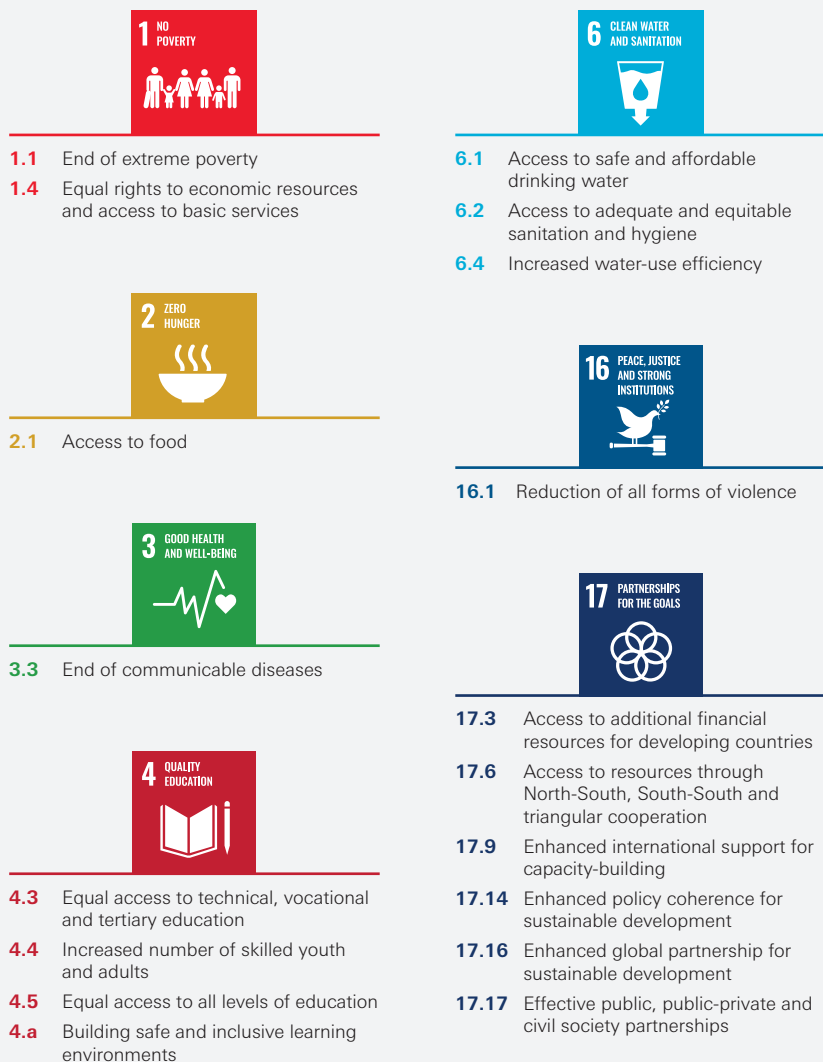 1 NO
POVERTY
1.1 End of extreme poverty
1.4 Equal rights to economic resources
and access to basic services
2 ZERO
HUNGER
2.1 Access to food
3 GOOD HEALTH
AND WELL-BEING
3.3 End of communicable diseases
4 QUALITY
EDUCATION
4.3 Equal access to technical, vocational
and tertiary education
4.4 Increased number of skilled youth
and adults
4.5 Equal access to all levels of education
4.a Building safe and inclusive learning
environments
6 CLEAN WATER
AND SANITATION
6.1 Access to safe and affordable
drinking water
6.2 Access to adequate and equitable
sanitation and hygiene
6.4 Increased water-use efficiency
16 PEACE, JUSTICE
AND STRONG
INSTITUTIONS
16.1 Reduction of all forms of violence
17 PARTNERSHIPS
FOR THE GOALS
17.3 Access to additional financial
resources for developing countries
17.6 Access to resources through
North-South, South-South and
triangular cooperation
17.9 Enhanced international support for
capacity-building
17.14 Enhanced policy coherence for
sustainable development
17.16 Enhanced global partnership for
sustainable development
17.17 Effective public, public-private and
civil society partnerships